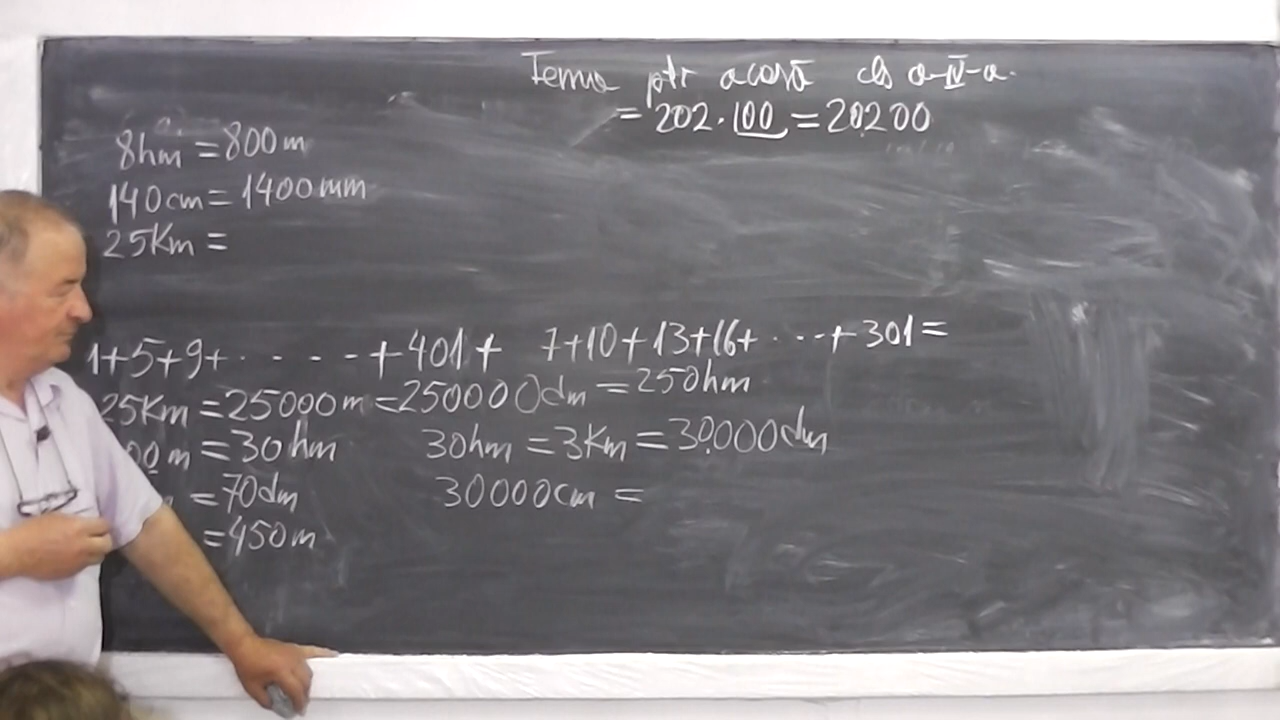 Tema ptr acasă cls a-IV-a.
= 202·100 = 20200
8hm = 800m
140cm = 1400mm
25Km =
1+5+9+ · · - - -+401+ 7+10+13+16+ ···+301=
25Km = 25000m = 250000dm = 250hm
00m = 30hm 30hm = 3Km = 30000dm
= 70dm 30000cm =
= 450m